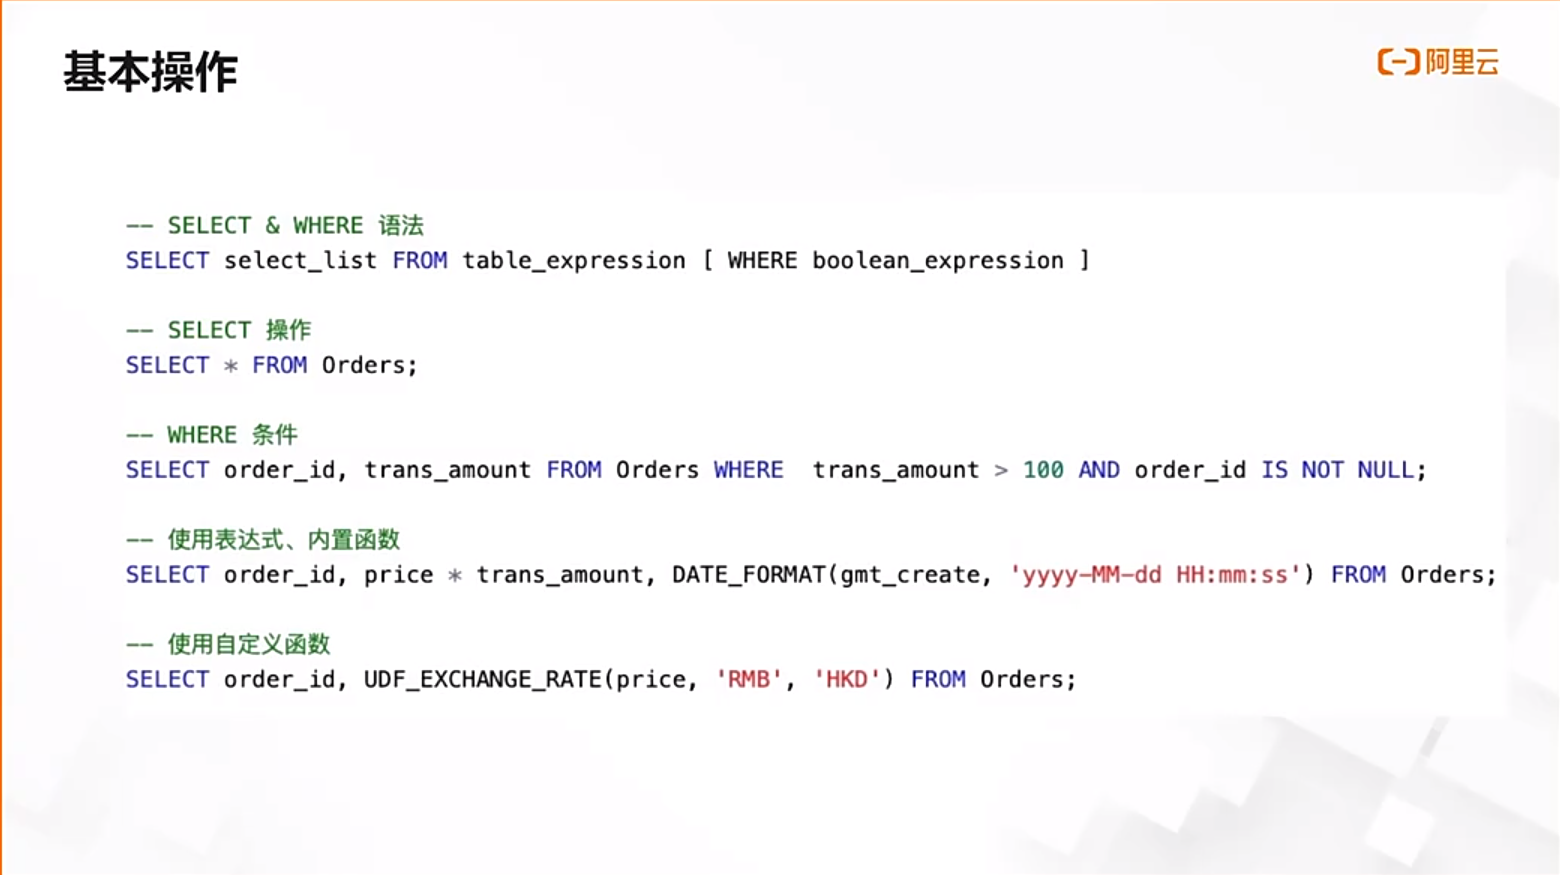 基本操作
阿里云
-- SELECT & WHERE 语法
SELECT select_list FROM table_expression [ WHERE boolean_expression ]
-- SELECT 操作
SELECT * FROM Orders;
-- WHERE 条件
SELECT order_id, trans_amount FROM Orders WHERE  trans_amount > 100 AND order_id IS NOT NULL;
-- 使用表达式、内置函数
SELECT order_id, price * trans_amount, DATE_FORMAT(gmt_create, 'yyyy-MM-dd HH:mm:ss') FROM Orders;
-- 使用自定义函数
SELECT order_id, UDF_EXCHANGE_RATE(price, 'RMB', 'HKD') FROM Orders;